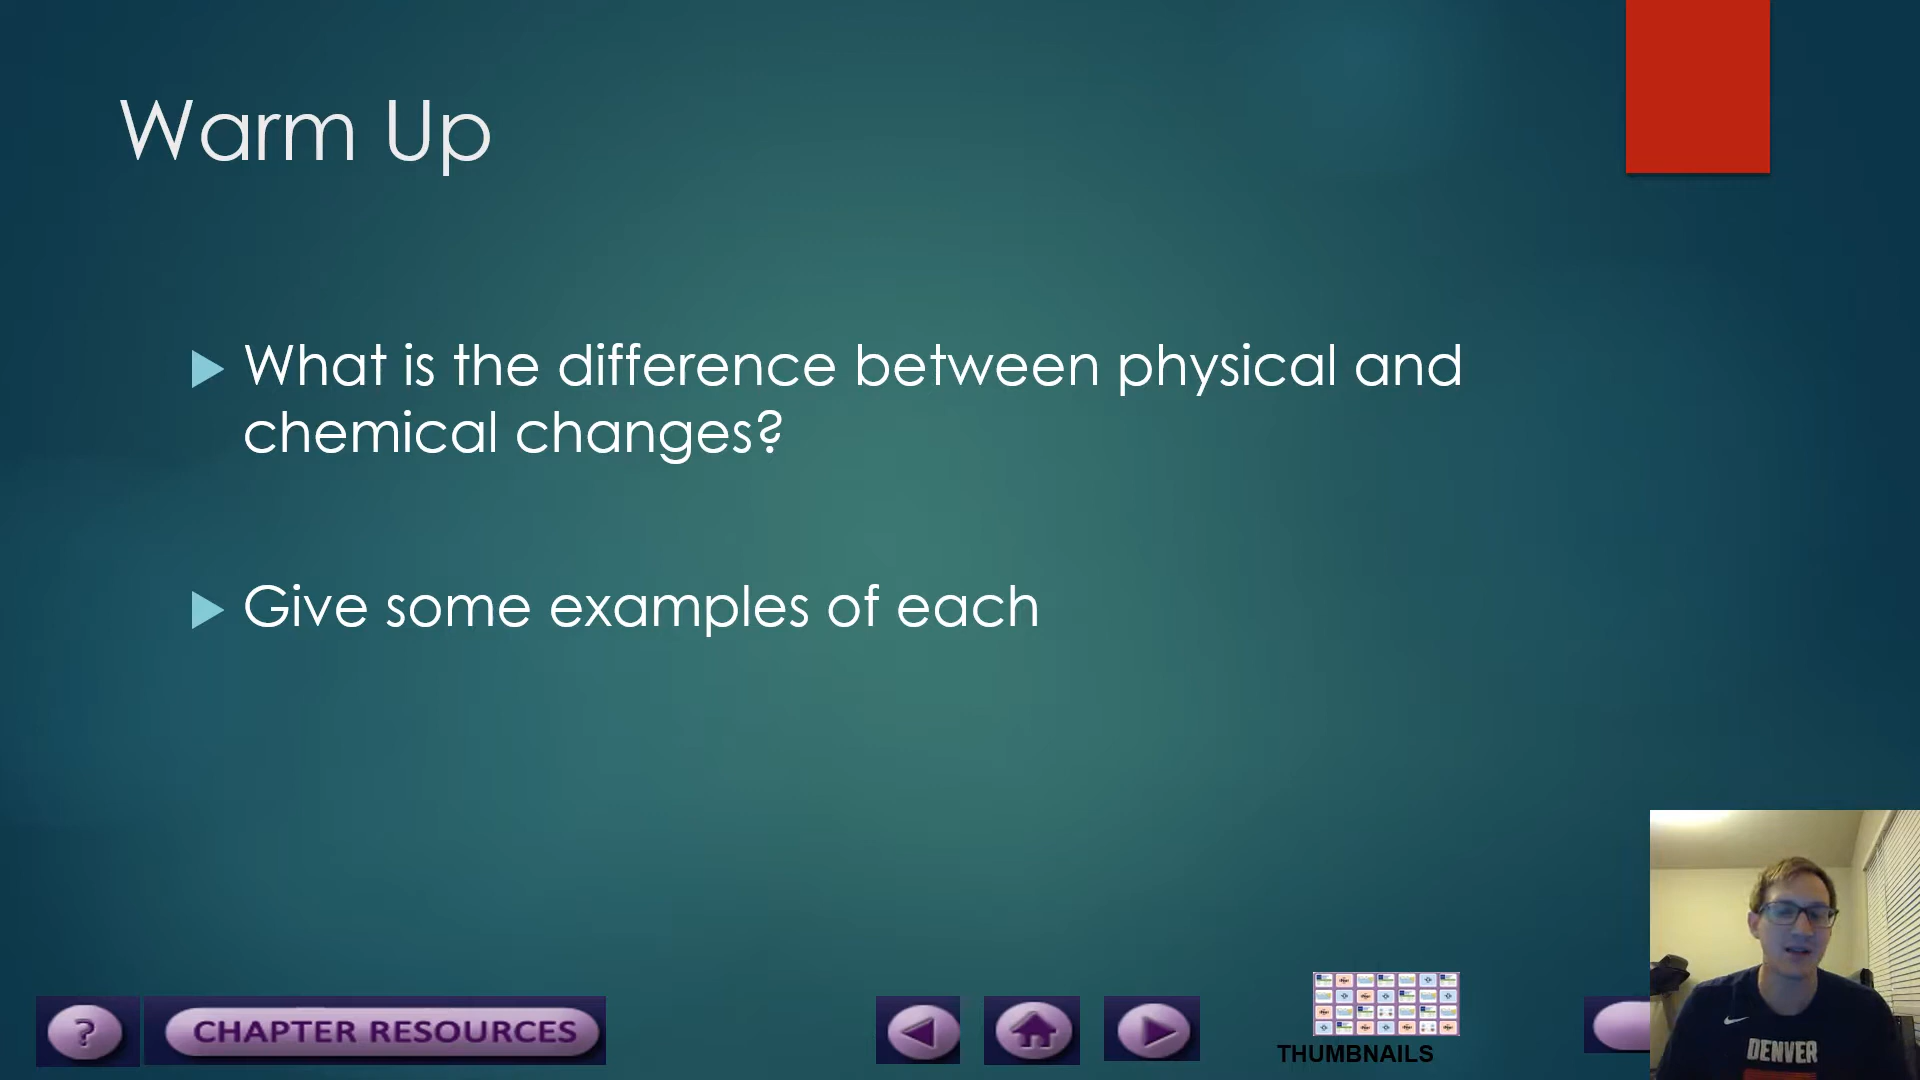 Warm Up
What is the difference between physical and
chemical changes?
Give some examples of each
?
CHAPTER RESOURCES
THUMBNAILS
DENVER